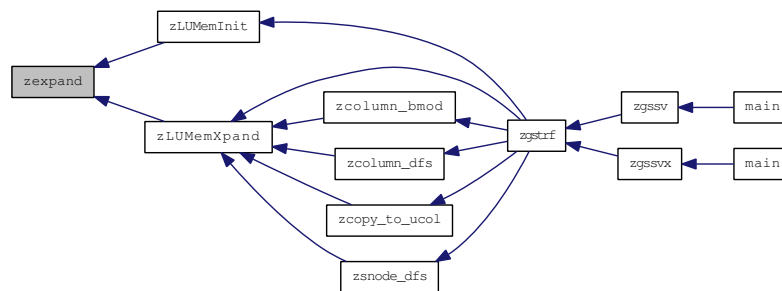 zLUMemInit
zexpand
zcolumn_bmod
zgssv
main
zLUMemXpand
zgstrf
zcolumn_dfs
zgssvx
main
zcopy_to_ucol
zsnode_dfs